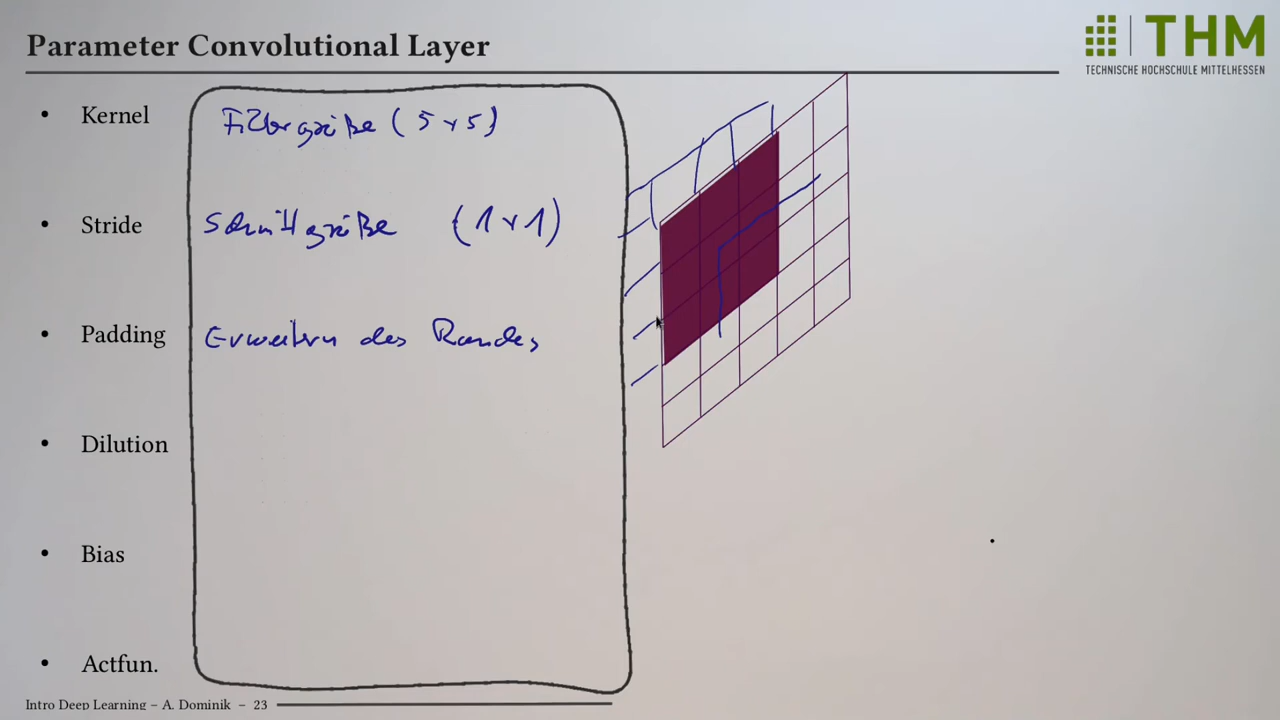 Parameter Convolutional Layer
THM
TECHNISCHE HOCHSCHULE MITTELHESSEN
• Kernel Filtergröße (5 x 5)
• Stride Schrittgröße (1 x 1)
• Padding Erweitern des Randes
• Dilution
• Bias
• Actfun.
Intro Deep Learning – A. Dominik – 23